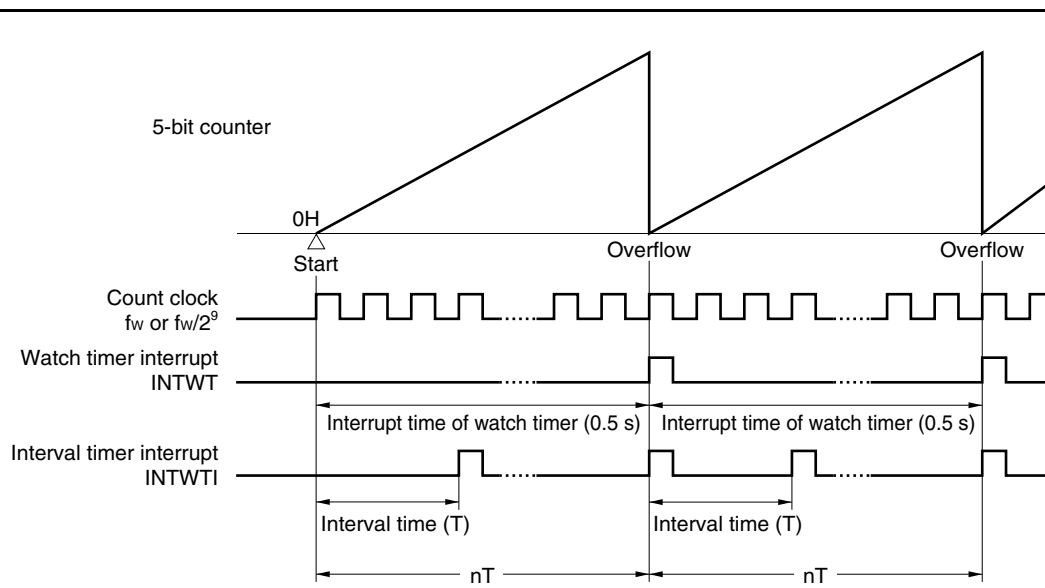 5-bit counter
0H
Start
Overflow
Overflow
Count clock
fW or fW/2⁹
Watch timer interrupt
INTWT
Interrupt time of watch timer (0.5 s)
Interrupt time of watch timer (0.5 s)
Interval timer interrupt
INTWTI
Interval time (T)
Interval time (T)
nT
nT